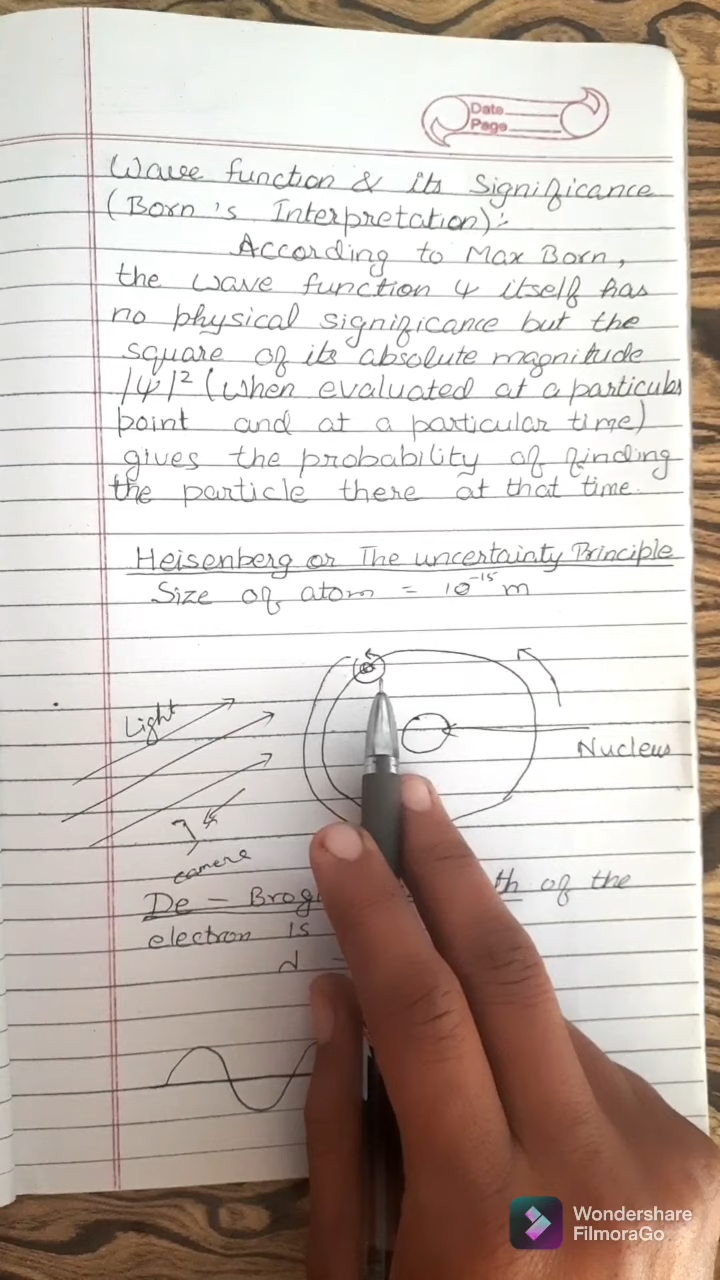 Date
Page
Wave function & its Significance
(Born's Interpretation):-
According to Max Born,
the wave function ψ itself has
no physical significance but the
square of its absolute magnitude
|ψ|² (when evaluated at a particular
point and at a particular time)
gives the probability of finding
the particle there at that time.
Heisenberg or The uncertainty Principle
Size of atom = 10⁻¹⁵ m
Light
Nucleus
camera
De - Brog th of the
electron is
Wondershare
FilmoraGo